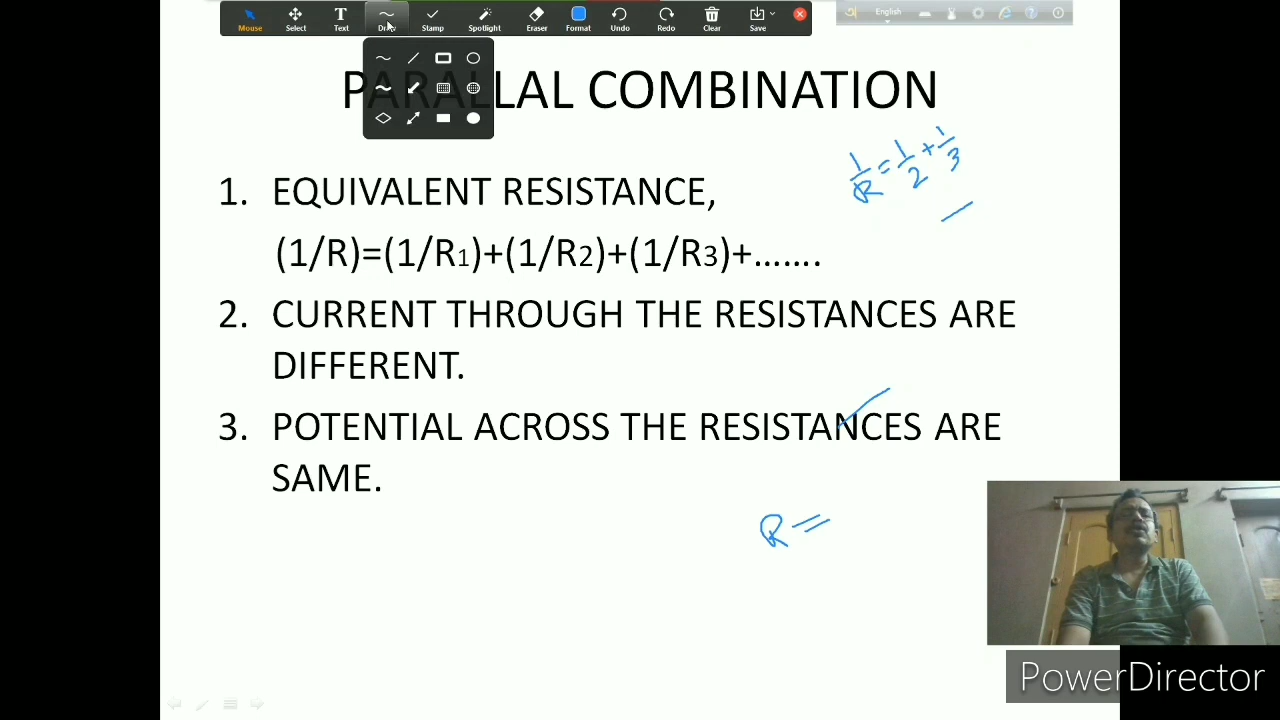 Mouse Select Text Draw Stamp Spotlight Eraser Format Undo Redo Clear Save
English
PARALLAL COMBINATION
1/R = 1/2 + 1/3
1. EQUIVALENT RESISTANCE,
(1/R)=(1/R1)+(1/R2)+(1/R3)+.......
2. CURRENT THROUGH THE RESISTANCES ARE
DIFFERENT.
3. POTENTIAL ACROSS THE RESISTANCES ARE
SAME.
R =
PowerDirector